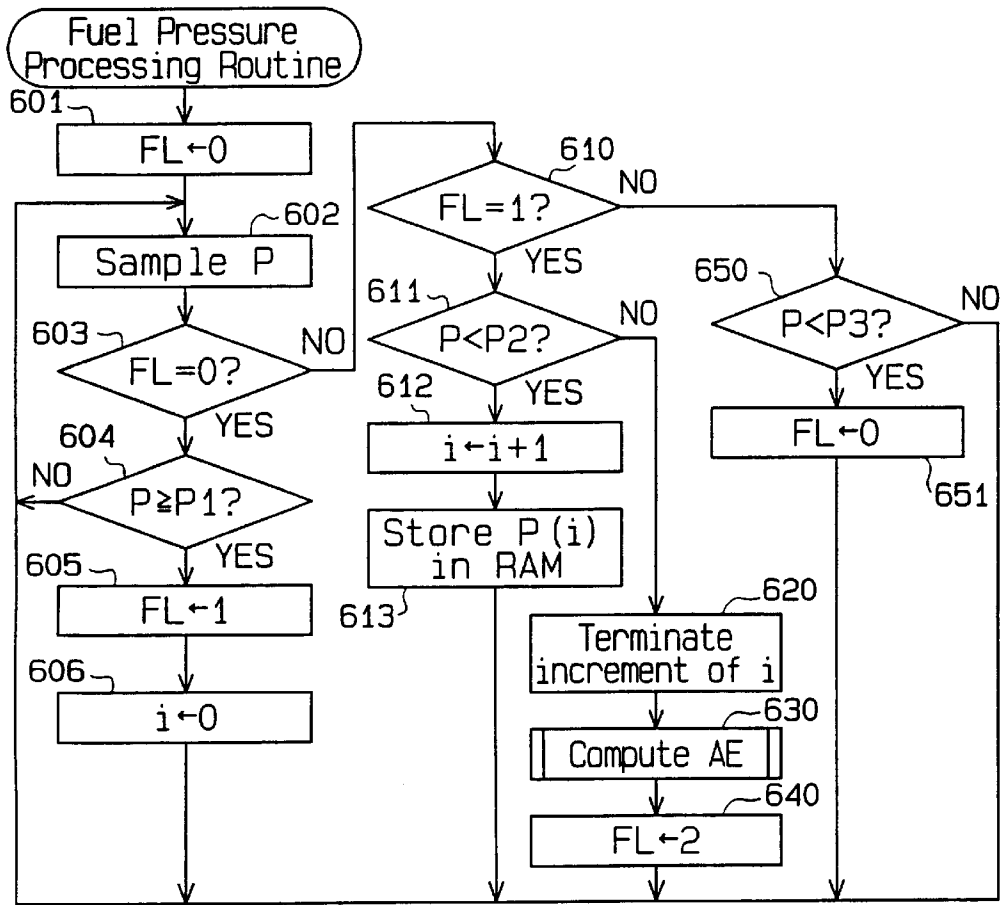 Fuel Pressure
Processing Routine
601
FL←0
602
Sample P
603
FL=0?
NO
YES
604
NO
P≧P1?
YES
605
FL←1
606
i←0
610
FL=1?
NO
YES
611
P<P2?
NO
YES
612
i←i+1
Store P(i)
in RAM
613
620
Terminate
increment of i
630
Compute AE
640
FL←2
650
P<P3?
NO
YES
FL←0
651